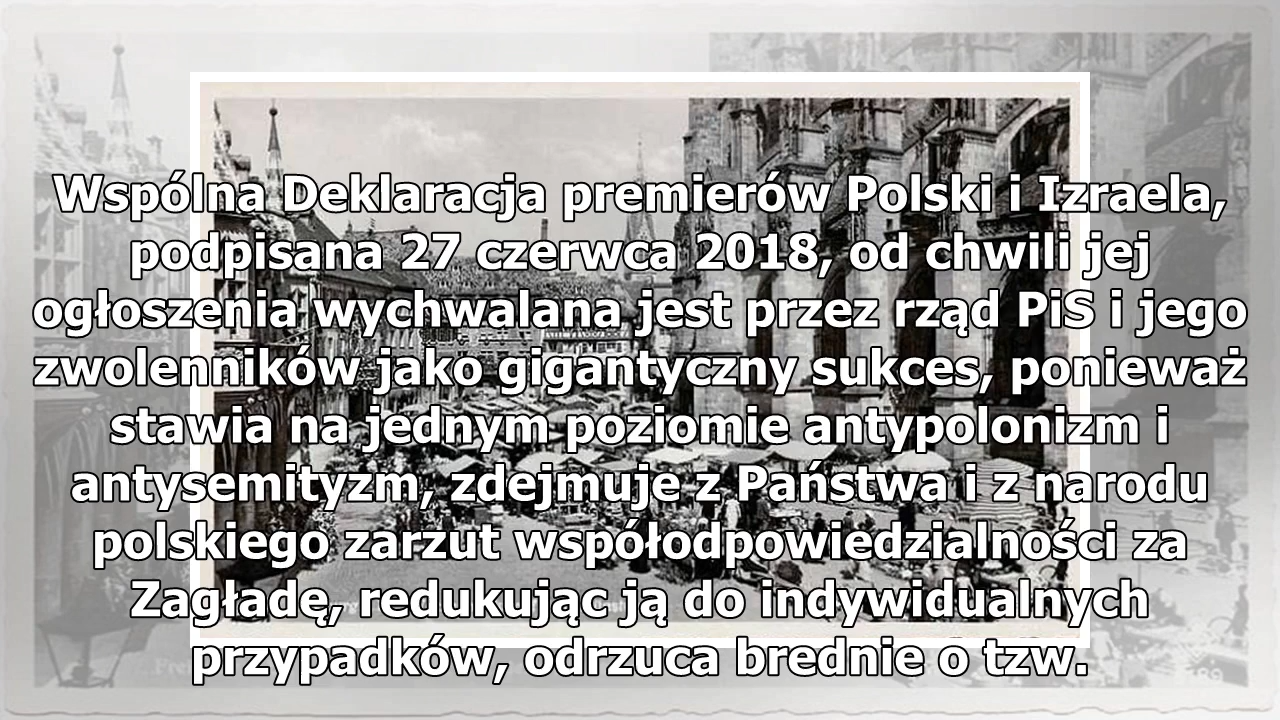 Wspólna Deklaracja premierów Polski i Izraela,
podpisana 27 czerwca 2018, od chwili jej
ogłoszenia wychwalana jest przez rząd PiS i jego
zwolenników jako gigantyczny sukces, ponieważ
stawia na jednym poziomie antypolonizm i
antysemityzm, zdejmuje z Państwa i z narodu
polskiego zarzut współodpowiedzialności za
Zagładę, redukując ją do indywidualnych
przypadków, odrzuca brednie o tzw.